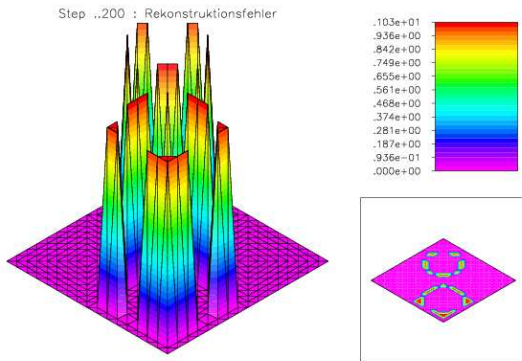 Step ..200 : Rekonstruktionsfehler
.103e+01
.936e+00
.842e+00
.749e+00
.655e+00
.561e+00
.468e+00
.374e+00
.281e+00
.187e+00
.936e-01
.000e+00